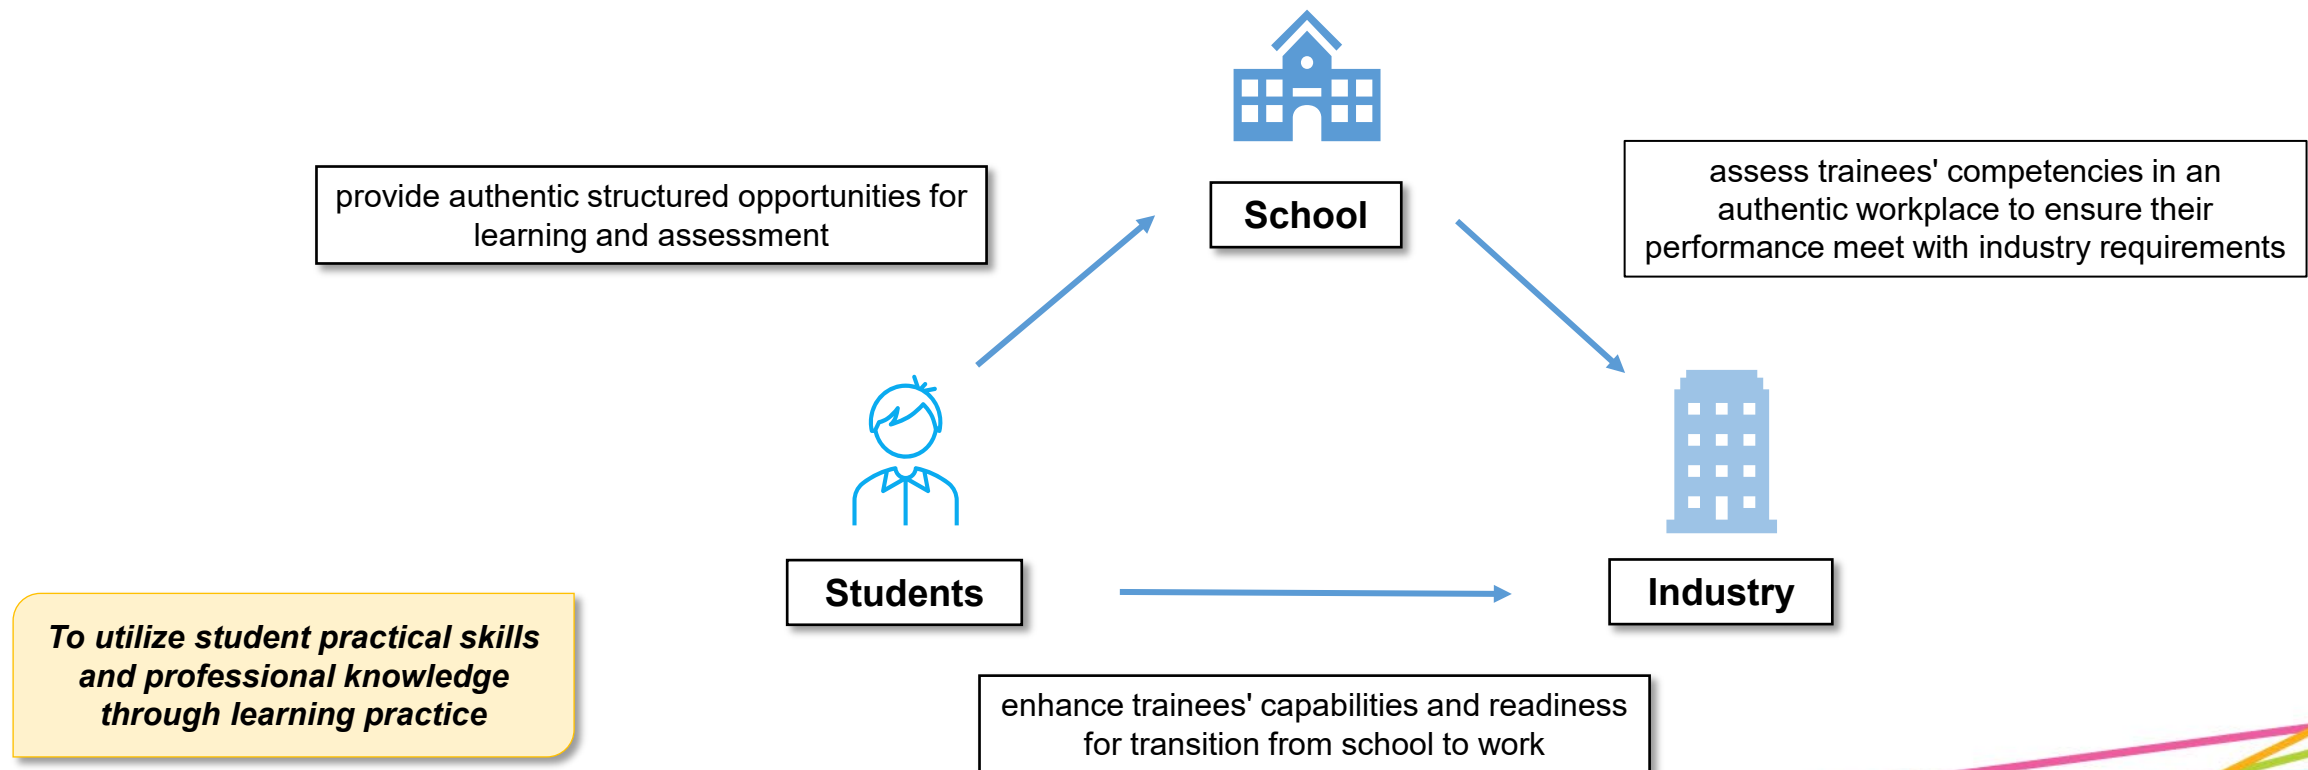 provide authentic structured opportunities for
learning and assessment
School
assess trainees' competencies in an
authentic workplace to ensure their
performance meet with industry requirements
Students
Industry
To utilize student practical skills
and professional knowledge
through learning practice
enhance trainees' capabilities and readiness
for transition from school to work